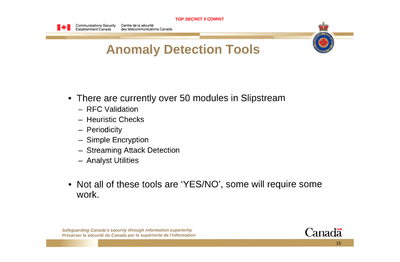 TOP SECRET // COMINT
Communications Security Centre de la sécurité
Establishment Canada des télécommunications Canada
Anomaly Detection Tools
• There are currently over 50 modules in Slipstream
– RFC Validation
– Heuristic Checks
– Periodicity
– Simple Encryption
– Streaming Attack Detection
– Analyst Utilities
• Not all of these tools are ‘YES/NO’, some will require some
work.
Safeguarding Canada's security through information superiority
Préserver la sécurité du Canada par la supériorité de l'information
Canada
15